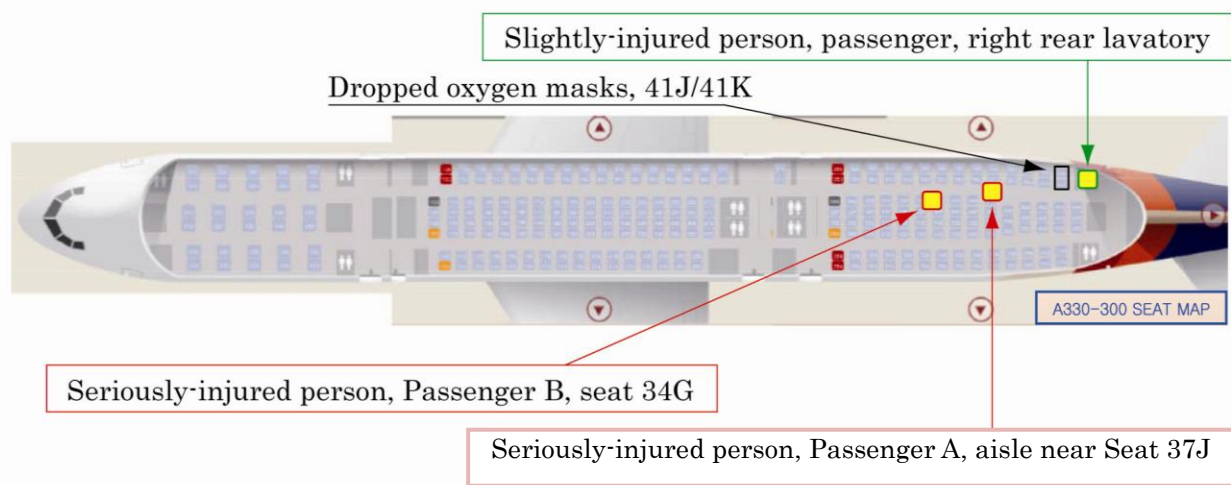 Slightly-injured person, passenger, right rear lavatory
Dropped oxygen masks, 41J/41K
A330-300 SEAT MAP
Seriously-injured person, Passenger B, seat 34G
Seriously-injured person, Passenger A, aisle near Seat 37J